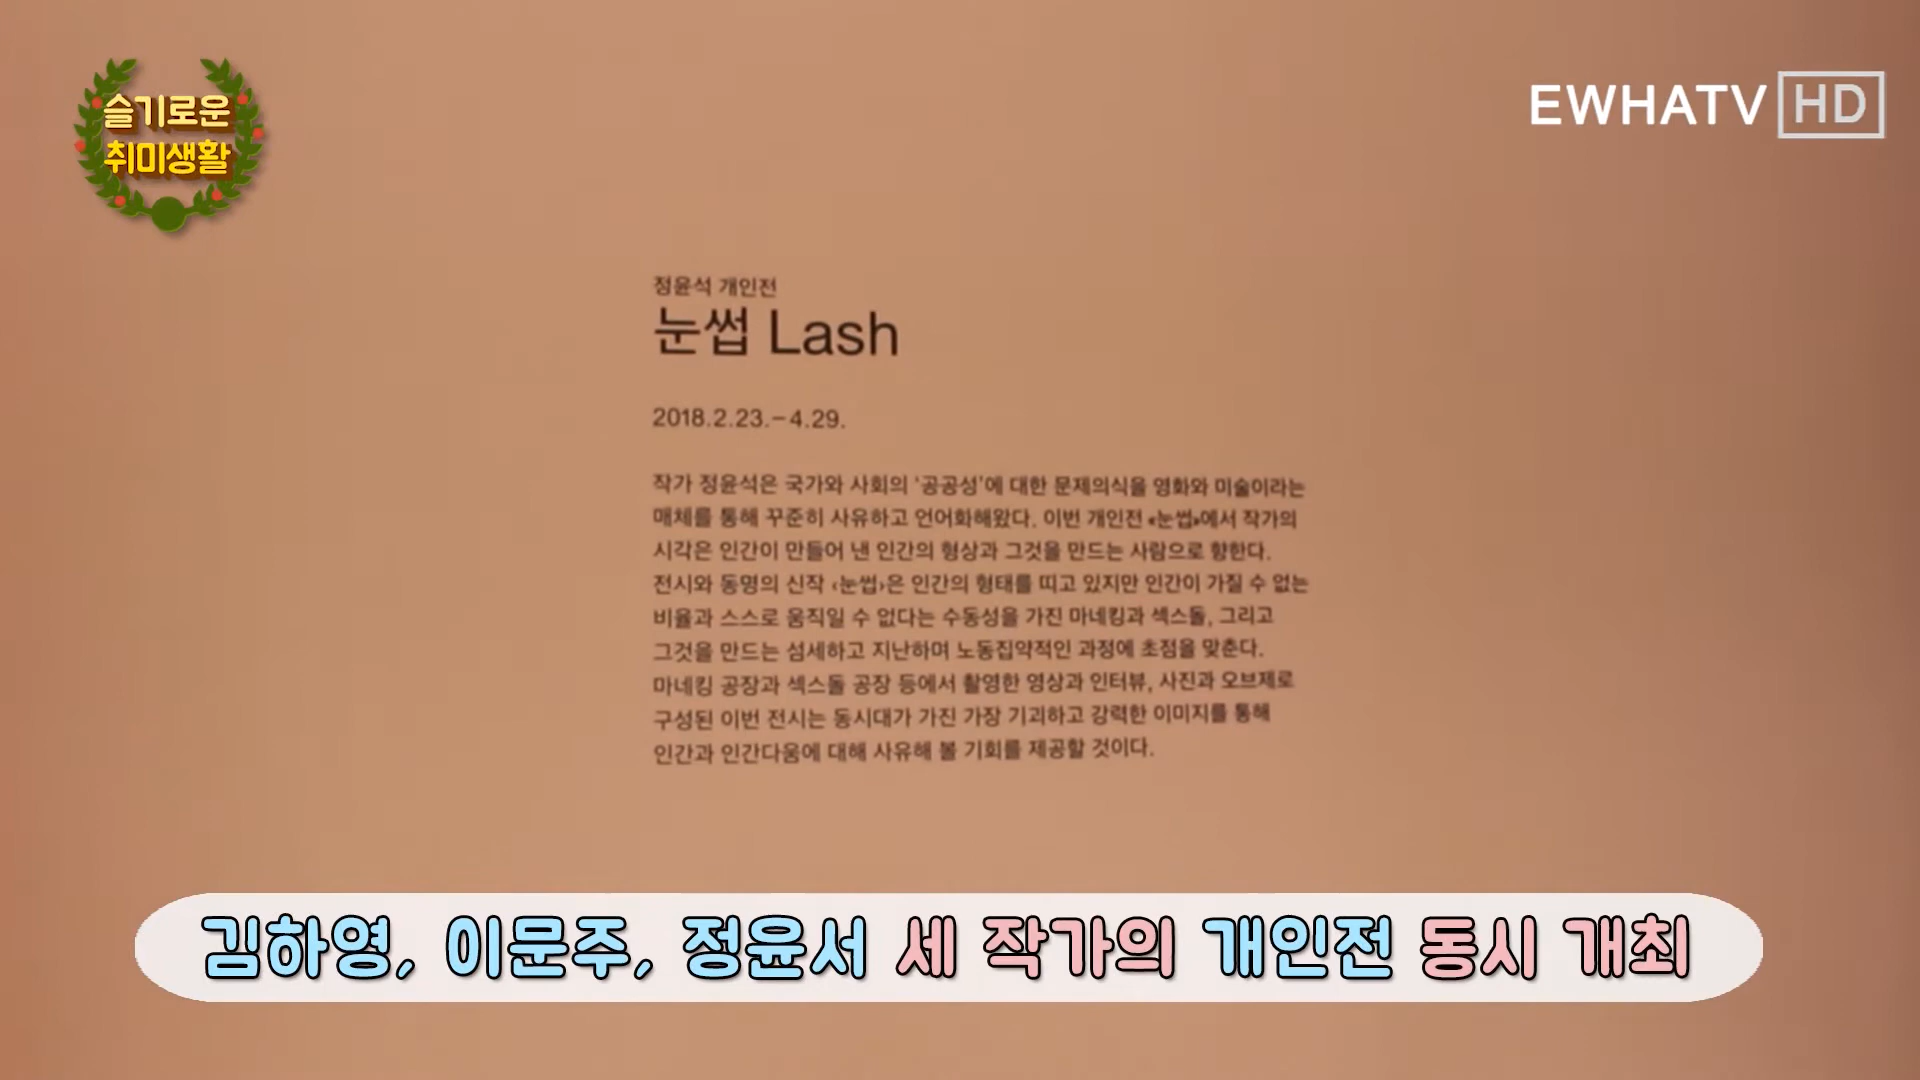 슬기로운
취미생활
EWHATV HD
정윤석 개인전
눈썹 Lash
2018.2.23.–4.29.
작가 정윤석은 국가와 사회의 '공공성'에 대한 문제의식을 영화와 미술이라는
매체를 통해 꾸준히 사유하고 언어화해왔다. 이번 개인전 «눈썹»에서 작가의
시각은 인간이 만들어 낸 인간의 형상과 그것을 만드는 사람으로 향한다.
전시와 동명의 신작 ‹눈썹›은 인간의 형태를 띠고 있지만 인간이 가질 수 없는
비율과 스스로 움직일 수 없다는 수동성을 가진 마네킹과 섹스돌, 그리고
그것을 만드는 섬세하고 지난하며 노동집약적인 과정에 초점을 맞춘다.
마네킹 공장과 섹스돌 공장 등에서 촬영한 영상과 인터뷰, 사진과 오브제로
구성된 이번 전시는 동시대가 가진 가장 기괴하고 강력한 이미지를 통해
인간과 인간다움에 대해 사유해 볼 기회를 제공할 것이다.
김하영, 이문주, 정윤서 세 작가의 개인전 동시 개최